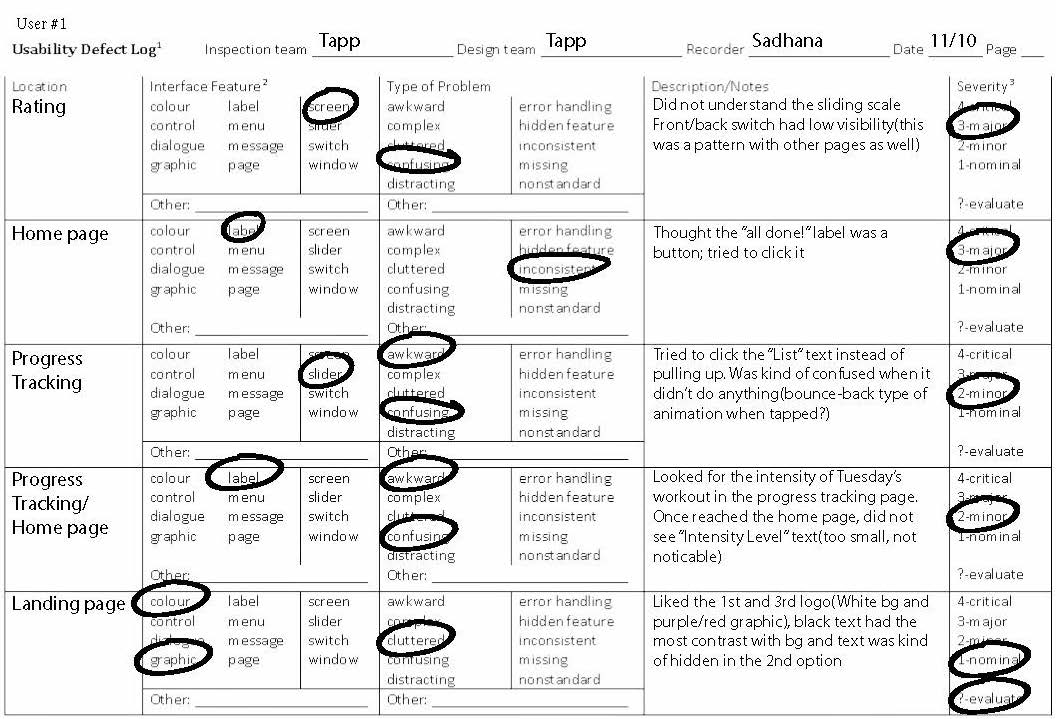 User #1
Usability Defect Log1 Inspection team Tapp Design team Tapp Recorder Sadhana Date 11/10 Page
Location Interface Feature2 Type of Problem Description/Notes Severity3
Rating
colour label screen
control menu slider
dialogue message switch
graphic page window
Other:
awkward error handling
complex hidden feature
cluttered inconsistent
confusing missing
distracting nonstandard
Other:
Did not understand the sliding scale
Front/back switch had low visibility(this
was a pattern with other pages as well)
4-critical
3-major
2-minor
1-nominal
?-evaluate
Home page
colour label screen
control menu slider
dialogue message switch
graphic page window
Other:
awkward error handling
complex hidden feature
cluttered inconsistent
confusing missing
distracting nonstandard
Other:
Thought the “all done!” label was a
button; tried to click it
4-critical
3-major
2-minor
1-nominal
?-evaluate
Progress
Tracking
colour label screen
control menu slider
dialogue message switch
graphic page window
Other:
awkward error handling
complex hidden feature
cluttered inconsistent
confusing missing
distracting nonstandard
Other:
Tried to click the “List” text instead of
pulling up. Was kind of confused when it
didn’t do anything(bounce-back type of
animation when tapped?)
4-critical
3-major
2-minor
1-nominal
?-evaluate
Progress
Tracking/
Home page
colour label screen
control menu slider
dialogue message switch
graphic page window
Other:
awkward error handling
complex hidden feature
cluttered inconsistent
confusing missing
distracting nonstandard
Other:
Looked for the intensity of Tuesday’s
workout in the progress tracking page.
Once reached the home page, did not
see “Intensity Level” text(too small, not
noticable)
4-critical
3-major
2-minor
1-nominal
?-evaluate
Landing page
colour label screen
control menu slider
dialogue message switch
graphic page window
Other:
awkward error handling
complex hidden feature
cluttered inconsistent
confusing missing
distracting nonstandard
Other:
Liked the 1st and 3rd logo(White bg and
purple/red graphic), black text had the
most contrast with bg and text was kind
of hidden in the 2nd option
4-critical
3-major
2-minor
1-nominal
?-evaluate